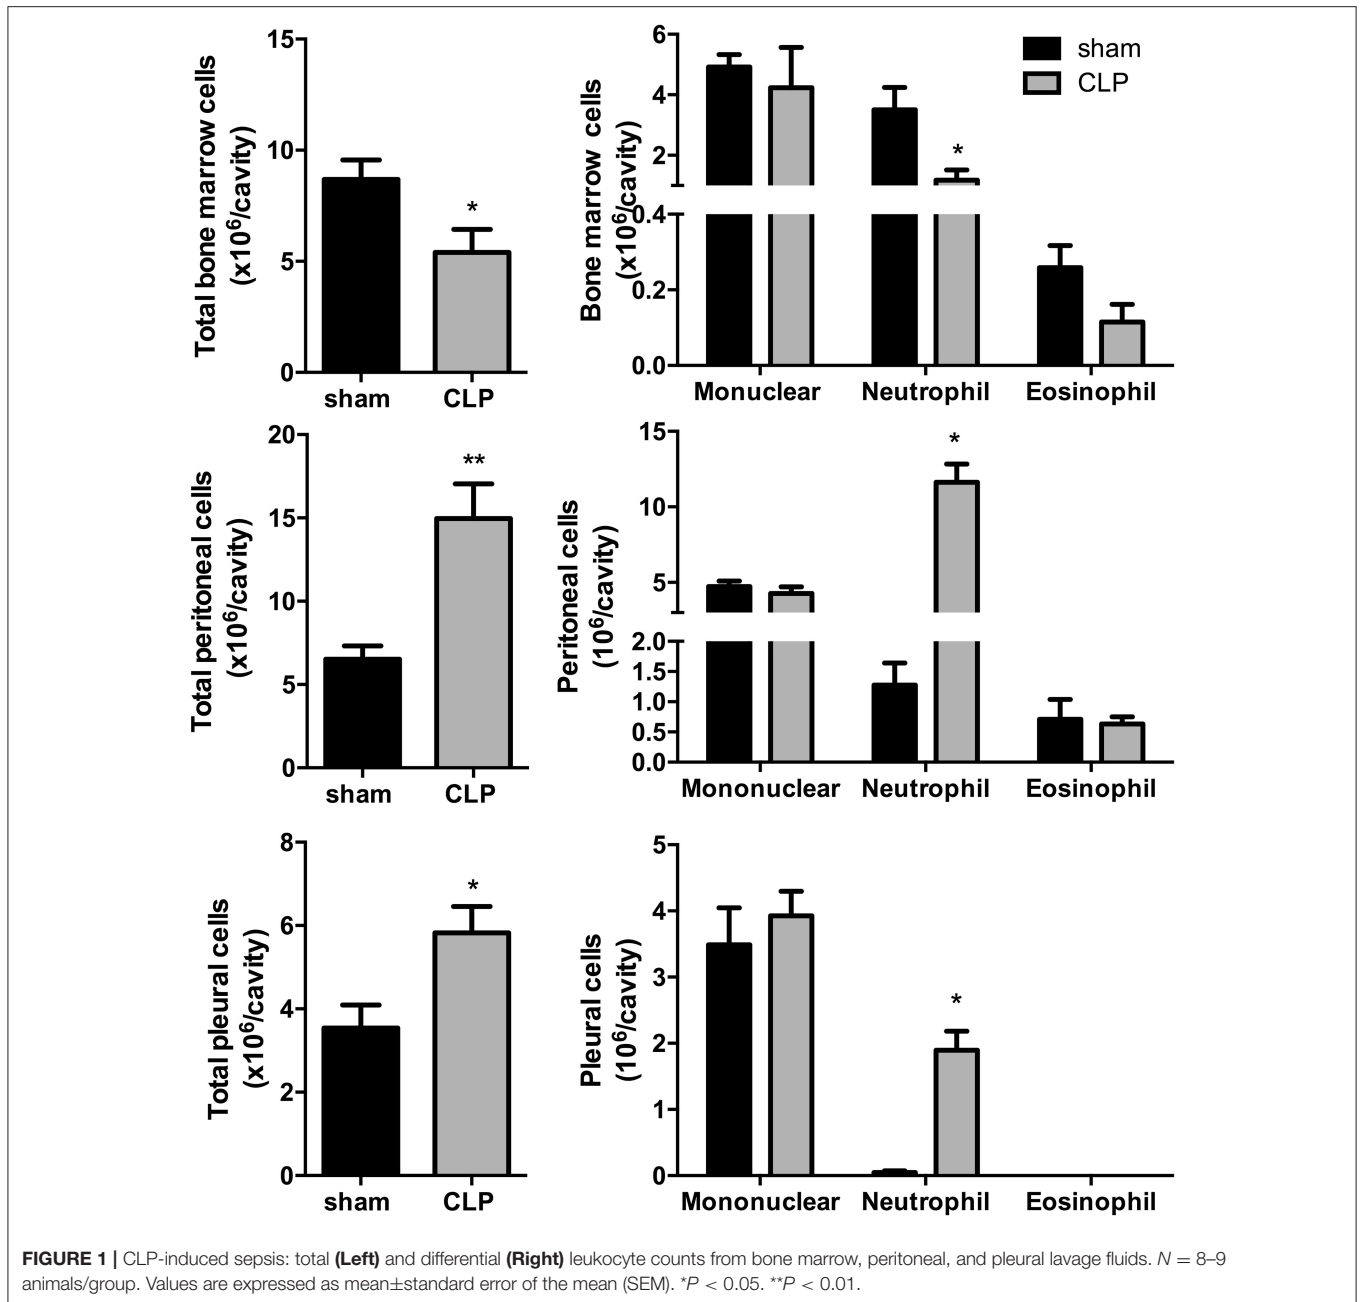 Total bone marrow cells
(x10⁶/cavity)
15
10
5
0
*
sham
CLP
Bone marrow cells
(x10⁶/cavity)
6
4
2
0.4
0.2
0.0
*
Monuclear
Neutrophil
Eosinophil
sham
CLP
Total peritoneal cells
(x10⁶/cavity)
20
15
10
5
0
**
sham
CLP
Peritoneal cells
(10⁶/cavity)
15
10
5
2.0
1.5
1.0
0.5
0.0
*
Mononuclear
Neutrophil
Eosinophil
Total pleural cells
(x10⁶/cavity)
8
6
4
2
0
*
sham
CLP
Pleural cells
(10⁶/cavity)
5
4
3
2
1
0
*
Mononuclear
Neutrophil
Eosinophil
FIGURE 1 | CLP-induced sepsis: total (Left) and differential (Right) leukocyte counts from bone marrow, peritoneal, and pleural lavage fluids. N = 8–9
animals/group. Values are expressed as mean±standard error of the mean (SEM). *P < 0.05. **P < 0.01.